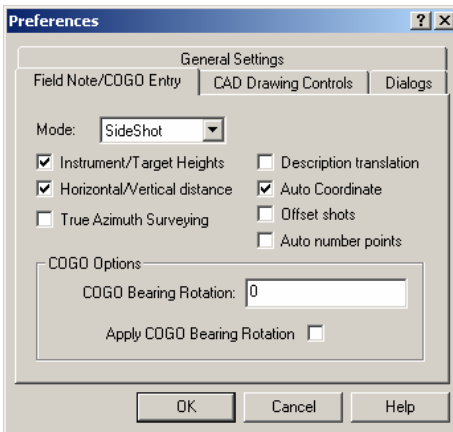 Preferences
General Settings
Field Note/COGO Entry CAD Drawing Controls Dialogs
Mode: SideShot
Instrument/Target Heights Description translation
Horizontal/Vertical distance Auto Coordinate
True Azimuth Surveying Offset shots
Auto number points
COGO Options
COGO Bearing Rotation: 0
Apply COGO Bearing Rotation
OK Cancel Help